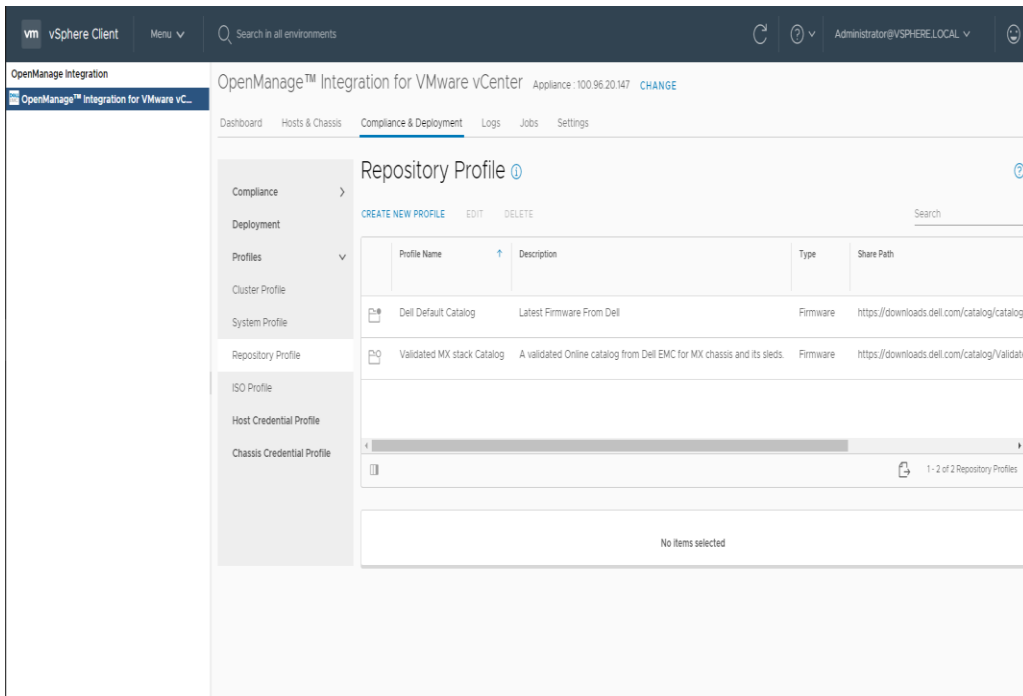 vm vSphere Client Menu Search in all environments Administrator@VSPHERE.LOCAL
OpenManage Integration
OpenManage™ Integration for VMware vC...
OpenManage™ Integration for VMware vCenter Appliance : 100.96.20.147 CHANGE
Dashboard Hosts & Chassis Compliance & Deployment Logs Jobs Settings
Compliance
Deployment
Profiles
Cluster Profile
System Profile
Repository Profile
ISO Profile
Host Credential Profile
Chassis Credential Profile
Repository Profile
CREATE NEW PROFILE EDIT DELETE Search
Profile Name Description Type Share Path
Dell Default Catalog Latest Firmware From Dell Firmware https://downloads.dell.com/catalog/catalog
Validated MX stack Catalog A validated Online catalog from Dell EMC for MX chassis and its sleds. Firmware https://downloads.dell.com/catalog/Validate
1 - 2 of 2 Repository Profiles
No items selected